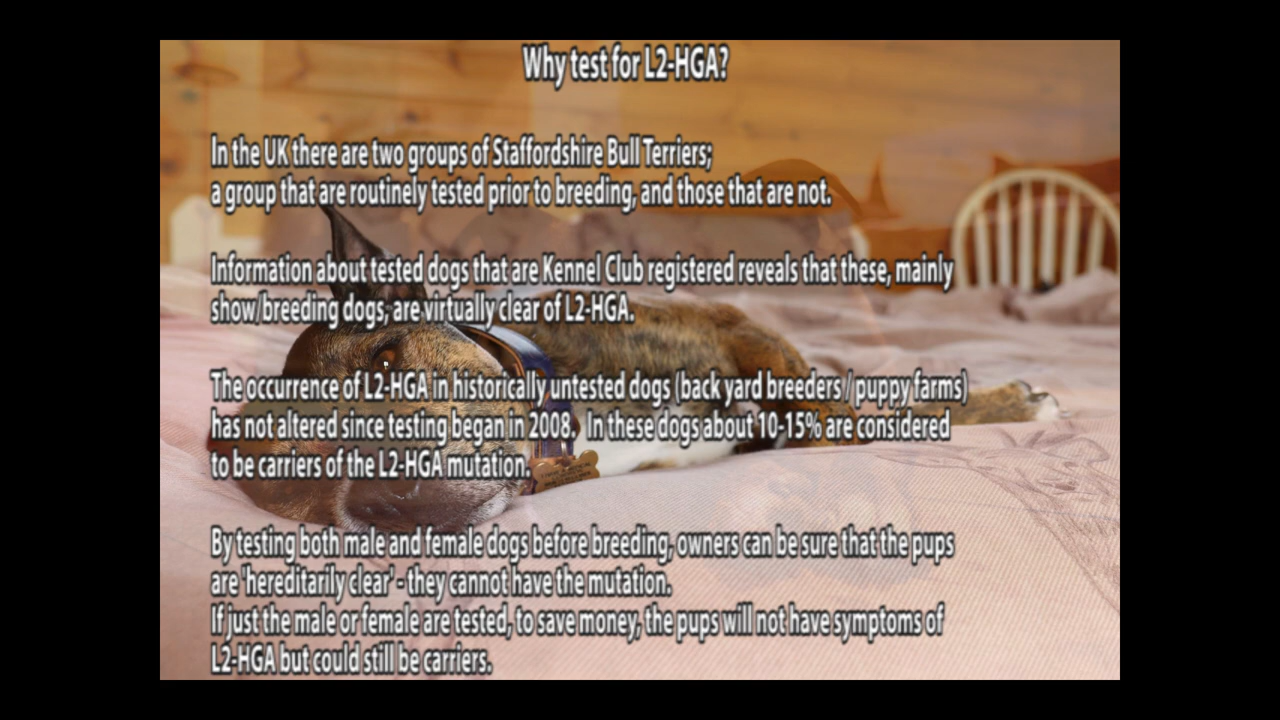 Why test for L2-HGA?
In the UK there are two groups of Staffordshire Bull Terriers;
a group that are routinely tested prior to breeding, and those that are not.
Information about tested dogs that are Kennel Club registered reveals that these, mainly
show/breeding dogs, are virtually clear of L2-HGA.
The occurrence of L2-HGA in historically untested dogs (back yard breeders / puppy farms)
has not altered since testing began in 2008.  In these dogs about 10-15% are considered
to be carriers of the L2-HGA mutation.
By testing both male and female dogs before breeding, owners can be sure that the pups
are 'hereditarily clear' - they cannot have the mutation.
If just the male or female are tested, to save money, the pups will not have symptoms of
L2-HGA but could still be carriers.